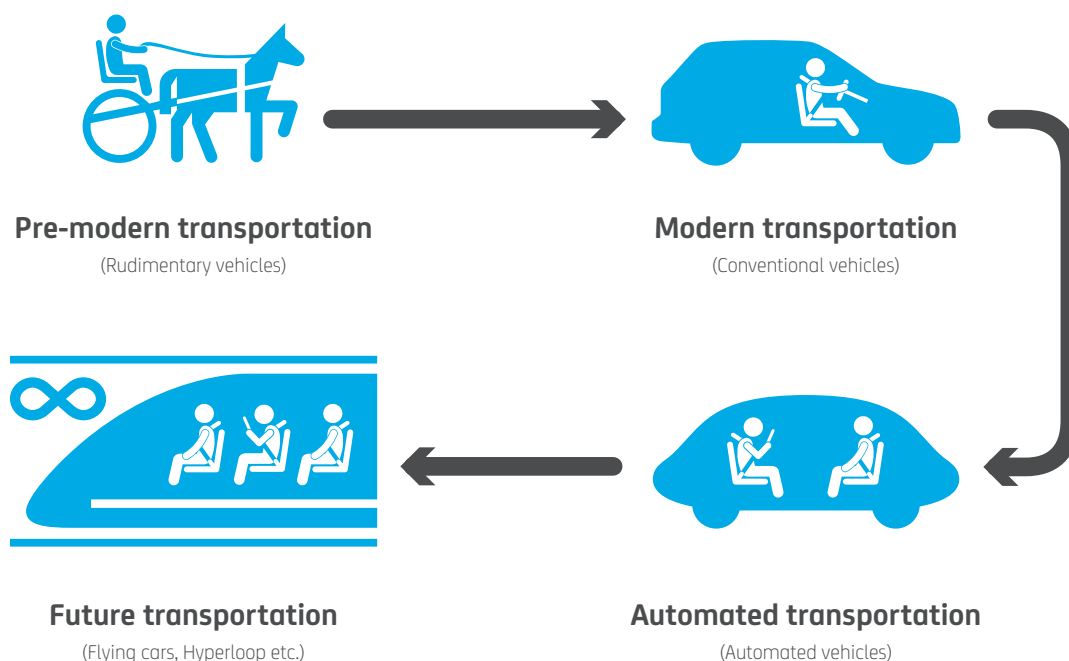 Pre-modern transportation
(Rudimentary vehicles)
Modern transportation
(Conventional vehicles)
Future transportation
(Flying cars, Hyperloop etc.)
Automated transportation
(Automated vehicles)